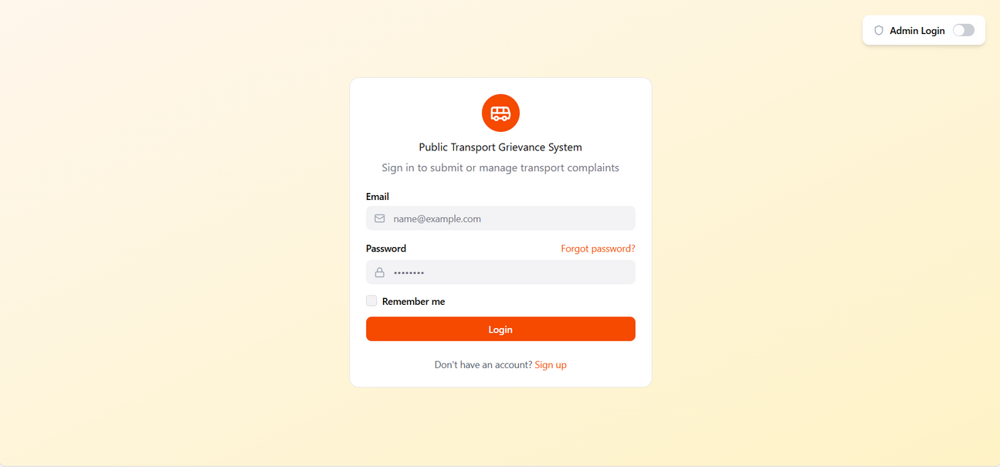 Admin Login
Public Transport Grievance System
Sign in to submit or manage transport complaints
Email
name@example.com
Password Forgot password?
••••••••
Remember me
Login
Don't have an account? Sign up